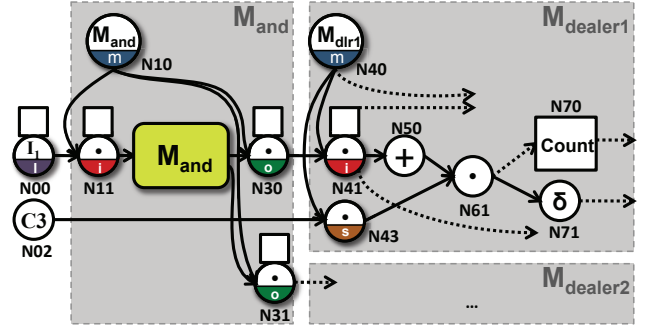 M_and
M_dealer1
M_and
m
N10
M_dlr1
m
N40
N70
I_1
I
N00
•
i
N11
M_and
•
o
N30
•
i
N41
N50
+
Count
•
N61
δ
N71
C3
N02
•
s
N43
•
o
N31
M_dealer2
...